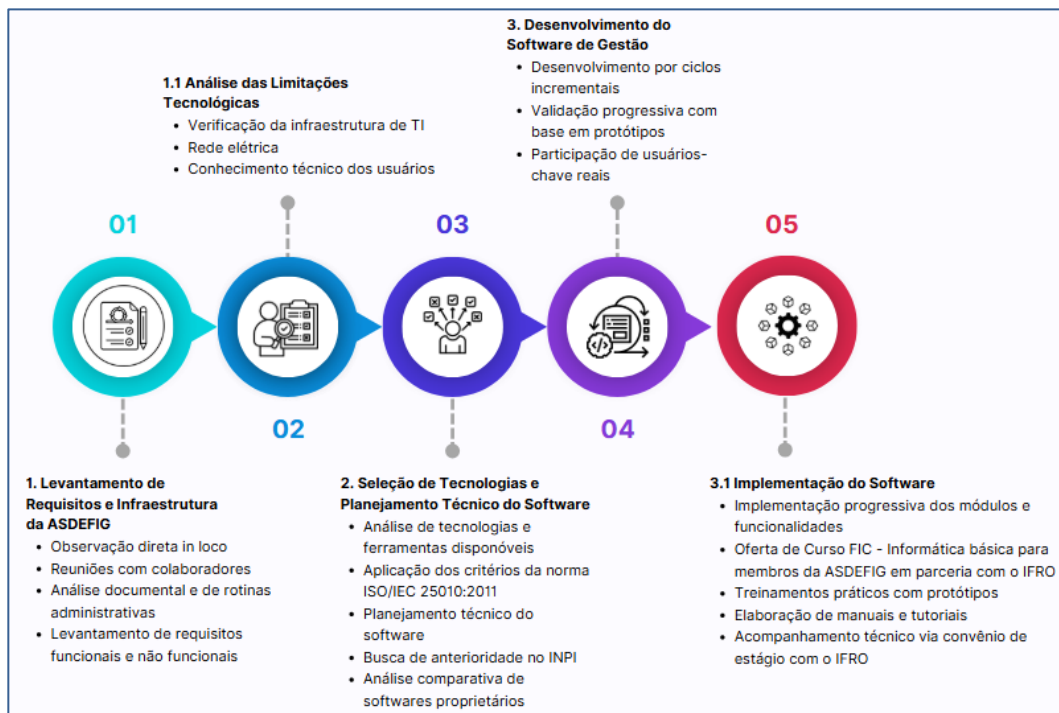 3. Desenvolvimento do
Software de Gestão
• Desenvolvimento por ciclos
incrementais
• Validação progressiva com
base em protótipos
• Participação de usuários-
chave reais
1.1 Análise das Limitações
Tecnológicas
• Verificação da infraestrutura de TI
• Rede elétrica
• Conhecimento técnico dos usuários
01
03
05
02
04
1. Levantamento de
Requisitos e Infraestrutura
da ASDEFIG
• Observação direta in loco
• Reuniões com colaboradores
• Análise documental e de rotinas
administrativas
• Levantamento de requisitos
funcionais e não funcionais
2. Seleção de Tecnologias e
Planejamento Técnico do Software
• Análise de tecnologias e
ferramentas disponóveis
• Aplicação dos critérios da norma
ISO/IEC 25010:2011
• Planejamento técnico do
software
• Busca de anterioridade no INPI
• Análise comparativa de
softwares proprietários
3.1 Implementação do Software
• Implementação progressiva dos módulos e
funcionalidades
• Oferta de Curso FIC - Informática básica para
membros da ASDEFIG em parceria com o IFRO
• Treinamentos práticos com protótipos
• Elaboração de manuais e tutoriais
• Acompanhamento técnico via convênio de
estágio com o IFRO